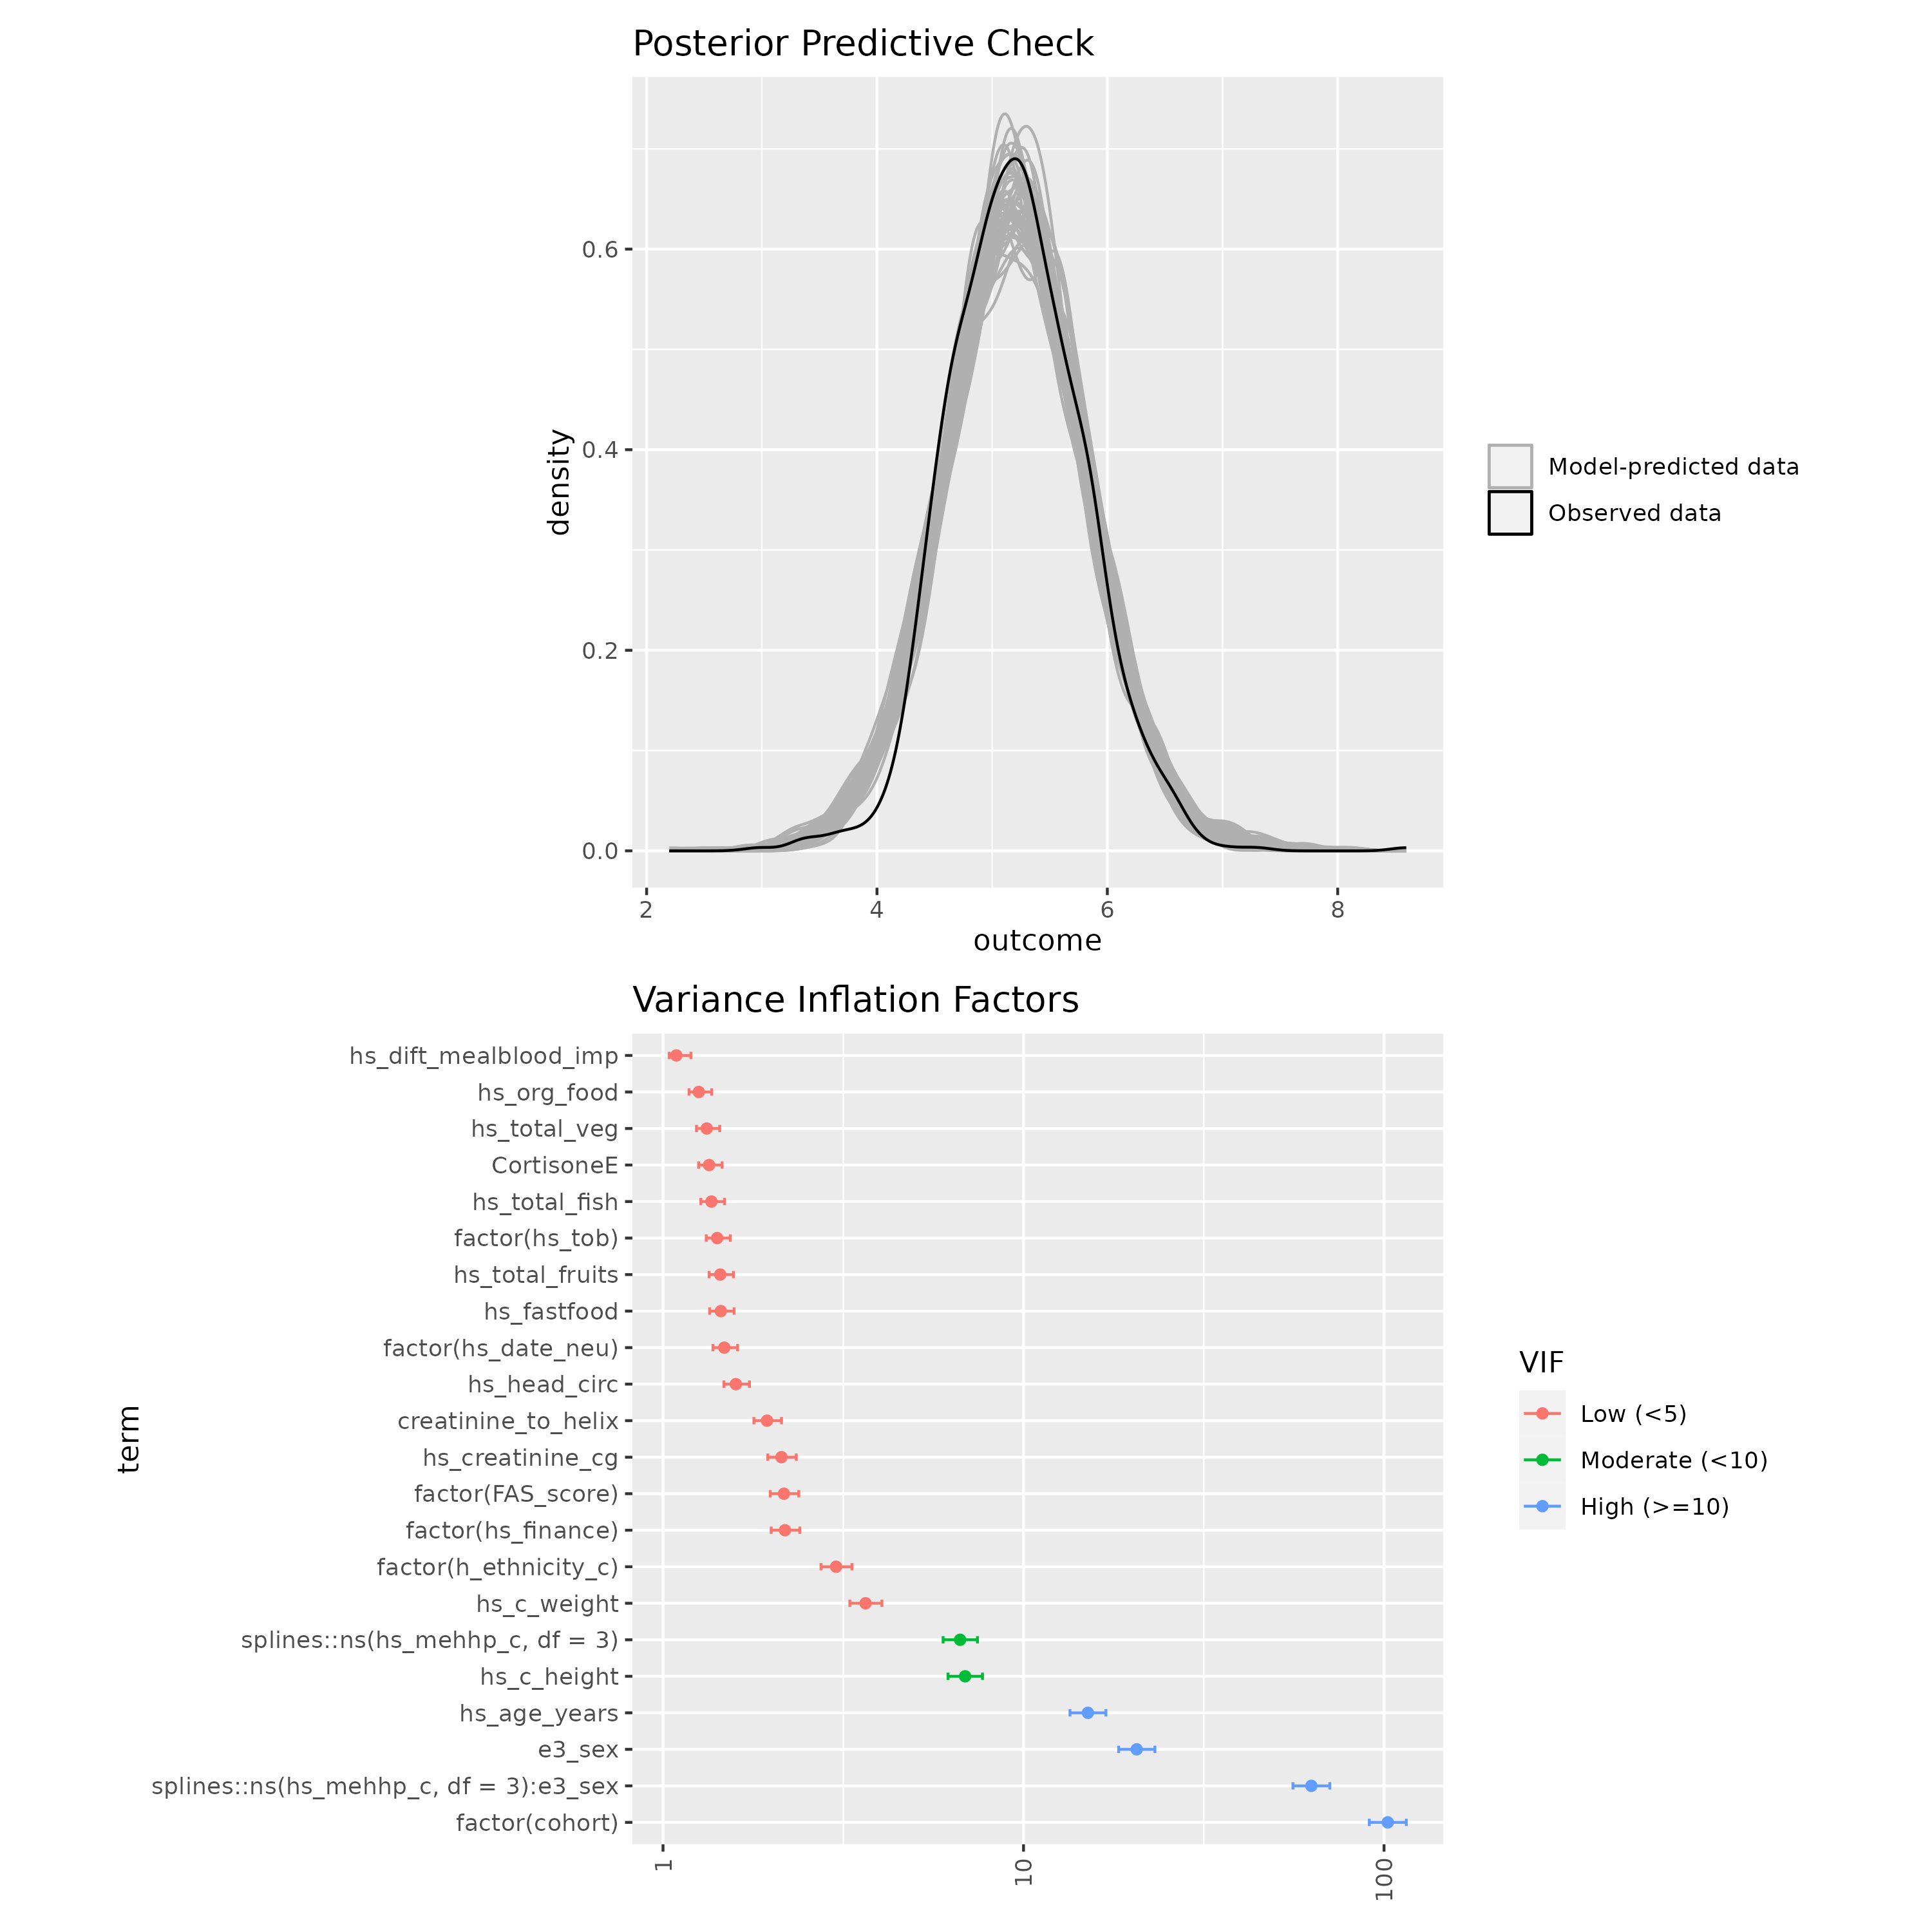 Posterior Predictive Check
density
0.6
0.4
0.2
0.0
2
4
6
8
outcome
Model-predicted data
Observed data
Variance Inflation Factors
term
hs_dift_mealblood_imp
hs_org_food
hs_total_veg
CortisoneE
hs_total_fish
factor(hs_tob)
hs_total_fruits
hs_fastfood
factor(hs_date_neu)
hs_head_circ
creatinine_to_helix
hs_creatinine_cg
factor(FAS_score)
factor(hs_finance)
factor(h_ethnicity_c)
hs_c_weight
splines::ns(hs_mehhp_c, df = 3)
hs_c_height
hs_age_years
e3_sex
splines::ns(hs_mehhp_c, df = 3):e3_sex
factor(cohort)
1
10
100
VIF
Low (<5)
Moderate (<10)
High (>=10)